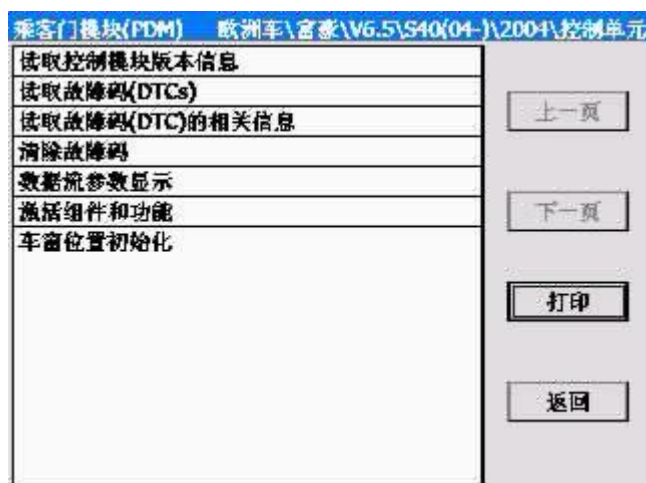 乘客门模块(PDM) 欧洲车\富豪\V6.5\S40(04-)\2004\控制单元
读取控制模块版本信息
读取故障码(DTCs)
读取故障码(DTC)的相关信息
清除故障码
数据流参数显示
激活组件和功能
车窗位置初始化
上一页
下一页
打印
返回